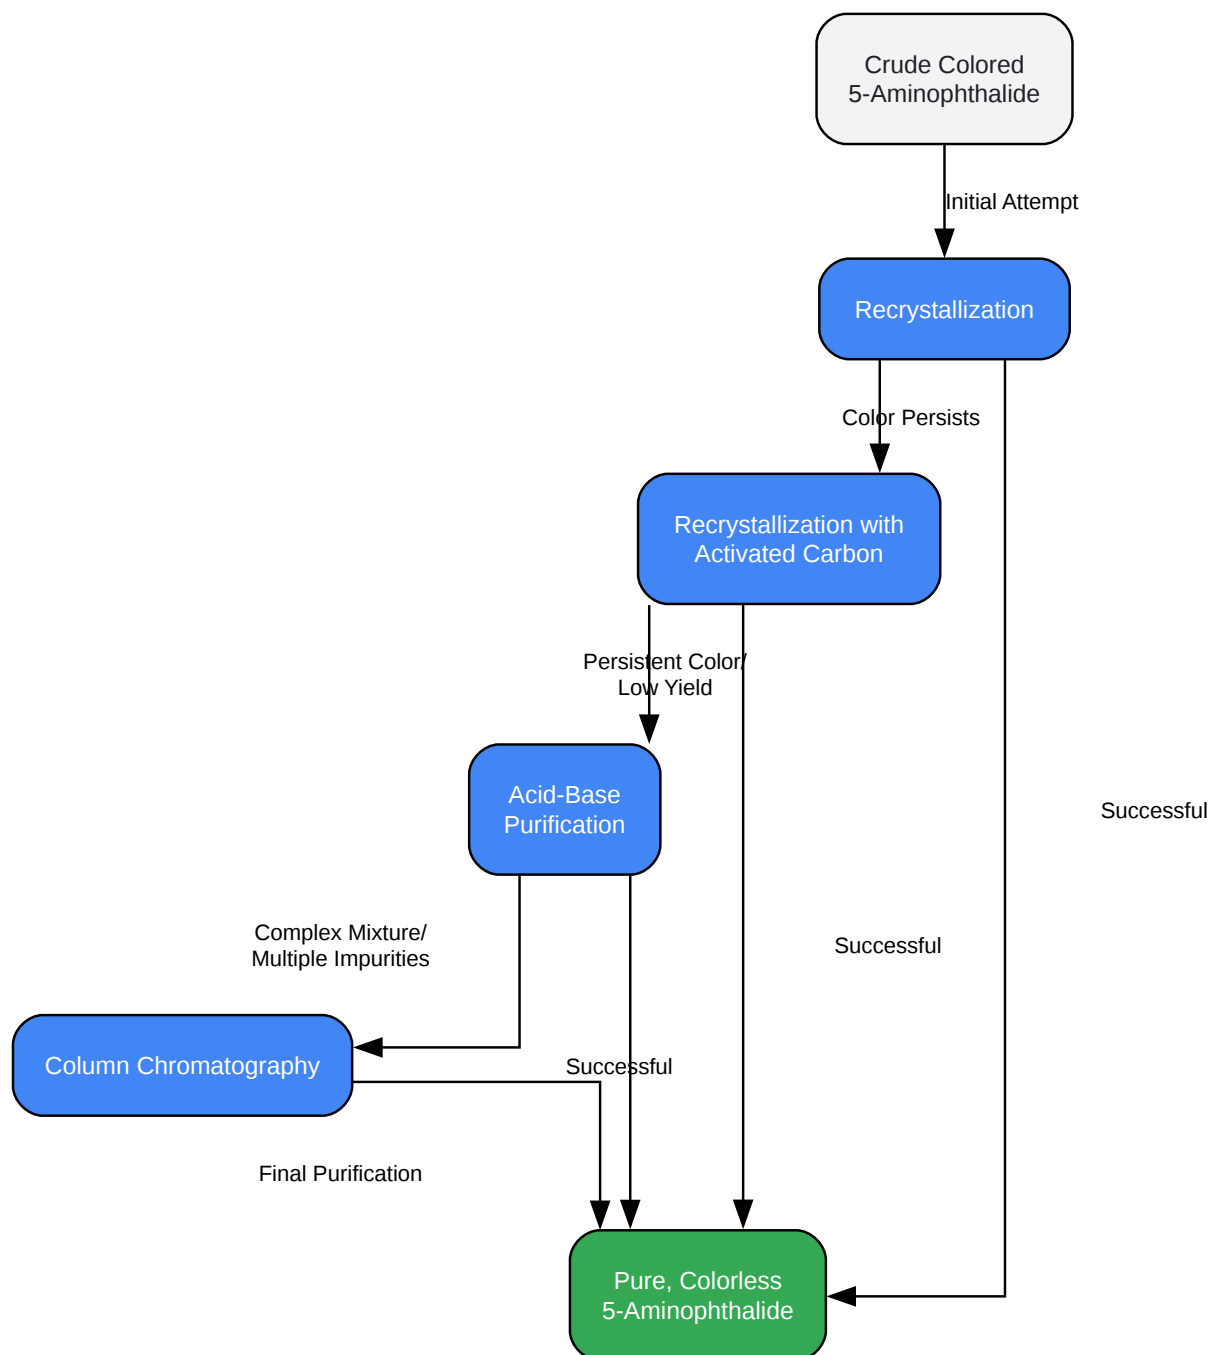 Crude Colored
5-Aminophthalide
Initial Attempt
Recrystallization
Color Persists
Recrystallization with
Activated Carbon
Persistent Color/
Low Yield
Acid-Base
Purification
Successful
Complex Mixture/
Multiple Impurities
Successful
Column Chromatography
Successful
Final Purification
Pure, Colorless
5-Aminophthalide